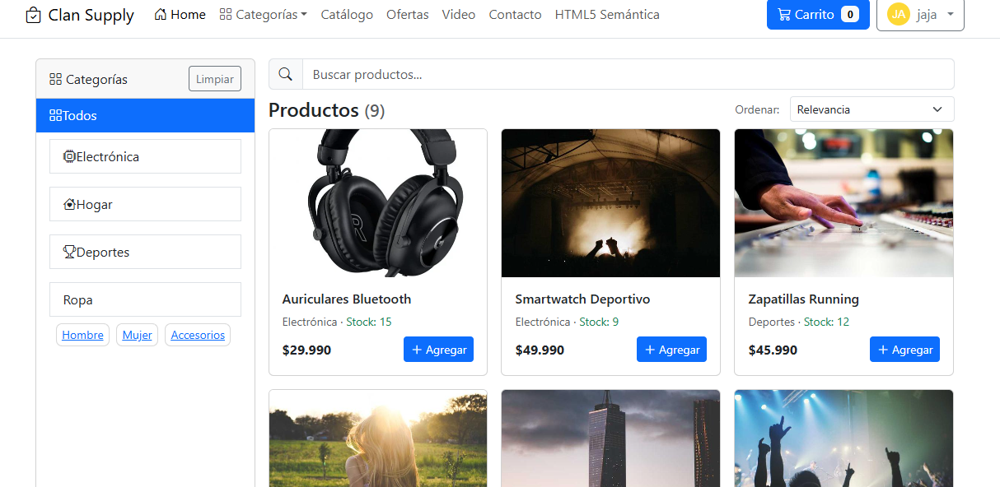 Clan Supply Home Categorías Catálogo Ofertas Video Contacto HTML5 Semántica Carrito 0 JA jaja
Categorías Limpiar
Todos
Electrónica
Hogar
Deportes
Ropa
Hombre Mujer Accesorios
Buscar productos...
Productos (9) Ordenar: Relevancia
Auriculares Bluetooth
Electrónica · Stock: 15
$29.990 + Agregar
Smartwatch Deportivo
Electrónica · Stock: 9
$49.990 + Agregar
Zapatillas Running
Deportes · Stock: 12
$45.990 + Agregar